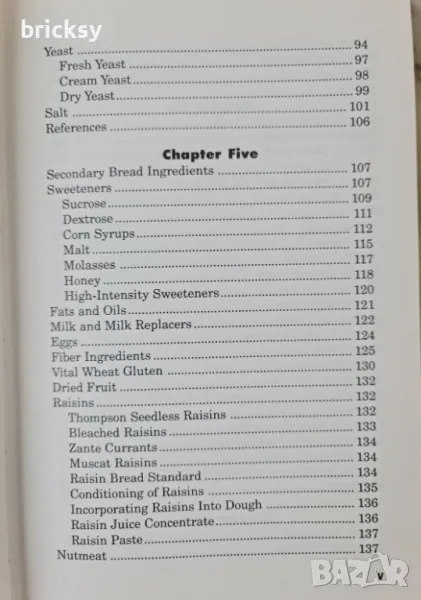 bricksy
Yeast 94
Fresh Yeast 97
Cream Yeast 98
Dry Yeast 99
Salt 101
References 106
Chapter Five
Secondary Bread Ingredients 107
Sweeteners 107
Sucrose 109
Dextrose 111
Corn Syrups 112
Malt 115
Molasses 117
Honey 118
High-Intensity Sweeteners 120
Fats and Oils 121
Milk and Milk Replacers 122
Eggs 124
Fiber Ingredients 125
Vital Wheat Gluten 130
Dried Fruit 132
Raisins 132
Thompson Seedless Raisins 132
Bleached Raisins 133
Zante Currants 134
Muscat Raisins 134
Raisin Bread Standard 134
Conditioning of Raisins 135
Incorporating Raisins Into Dough 136
Raisin Juice Concentrate 136
Raisin Paste 137
Nutmeat 137
v
BAZAR